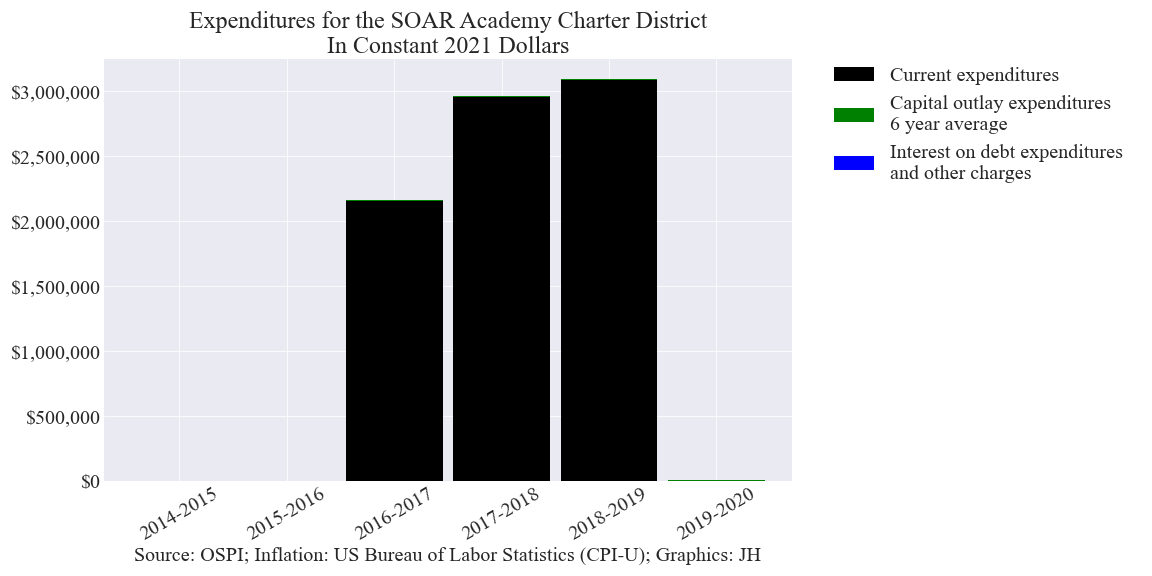 Expenditures for the SOAR Academy Charter District
In Constant 2021 Dollars
$3,000,000
$2,500,000
$2,000,000
$1,500,000
$1,000,000
$500,000
$0
2014-2015
2015-2016
2016-2017
2017-2018
2018-2019
2019-2020
Source: OSPI; Inflation: US Bureau of Labor Statistics (CPI-U); Graphics: JH
Current expenditures
Capital outlay expenditures
6 year average
Interest on debt expenditures
and other charges